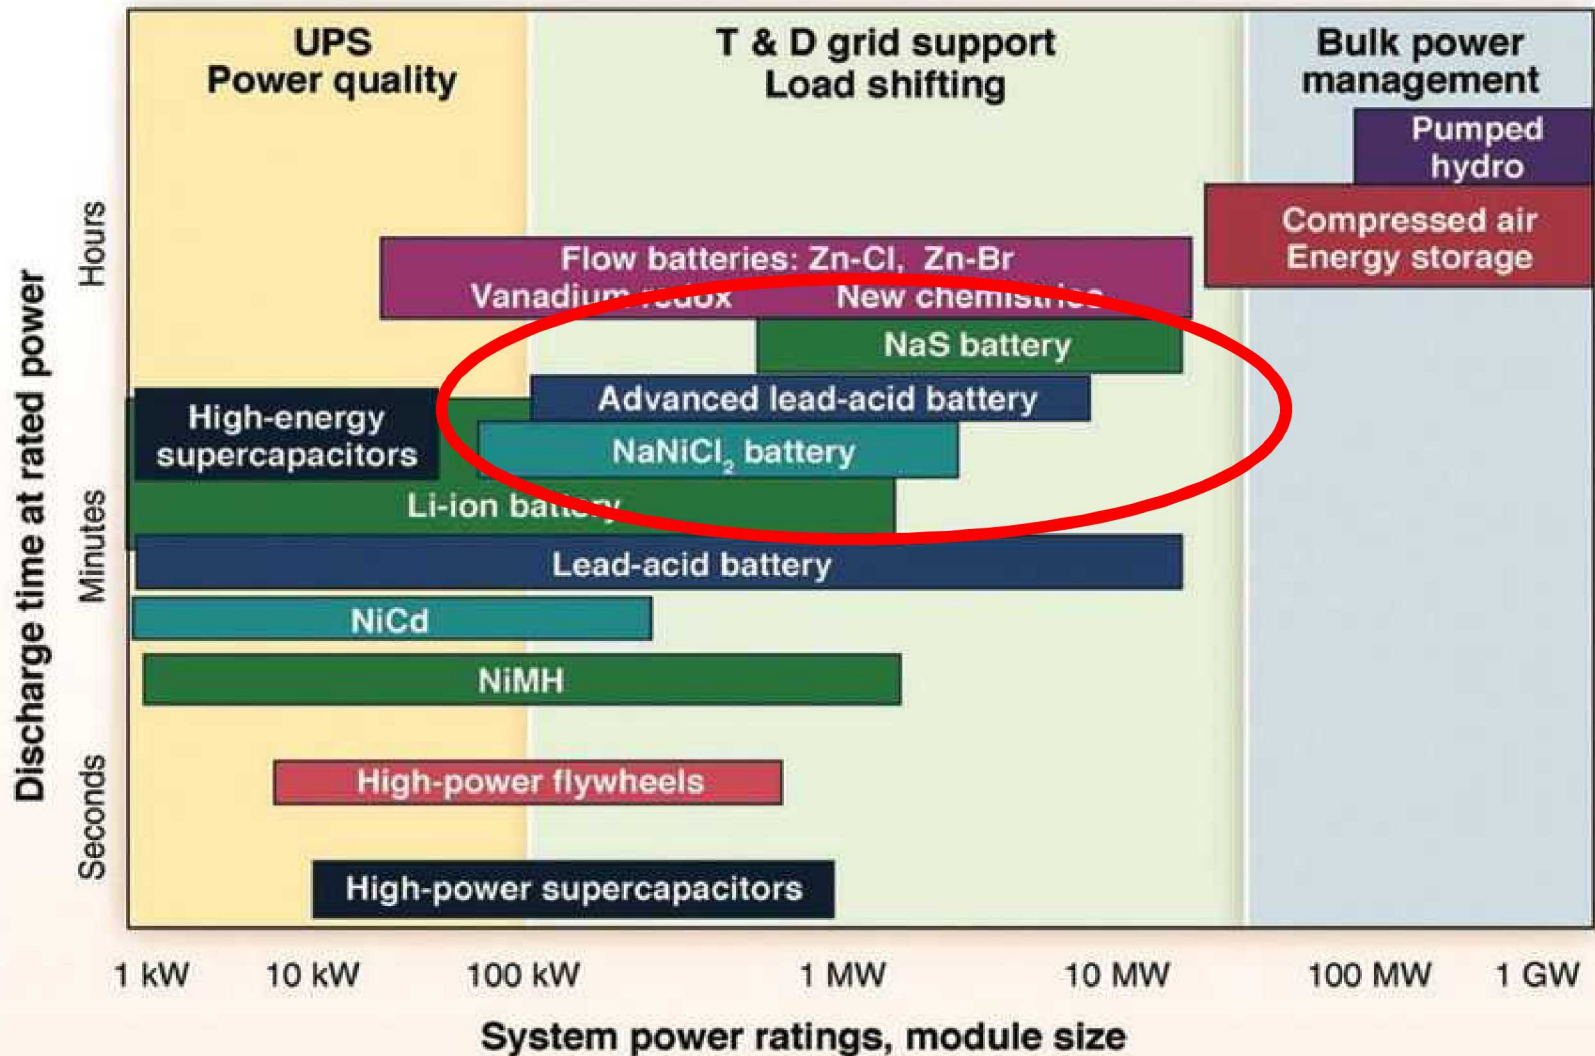 UPS
Power quality
T & D grid support
Load shifting
Bulk power
management
Pumped
hydro
Compressed air
Energy storage
Flow batteries: Zn-Cl, Zn-Br
Vanadium redox New chemistries
NaS battery
Advanced lead-acid battery
High-energy
supercapacitors
NaNiCl₂ battery
Li-ion battery
Lead-acid battery
NiCd
NiMH
High-power flywheels
High-power supercapacitors
Discharge time at rated power
Hours
Minutes
Seconds
1 kW 10 kW 100 kW 1 MW 10 MW 100 MW 1 GW
System power ratings, module size